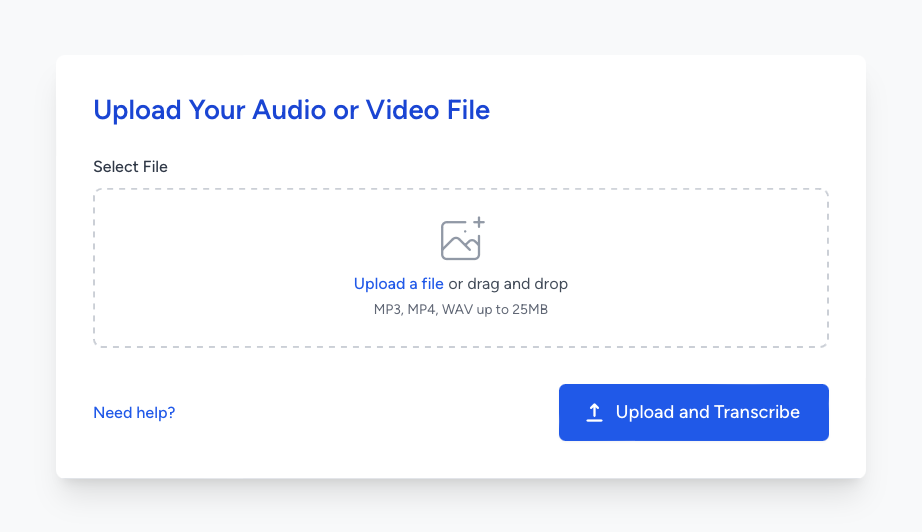 Upload Your Audio or Video File
Select File
Upload a file or drag and drop
MP3, MP4, WAV up to 25MB
Need help?
Upload and Transcribe